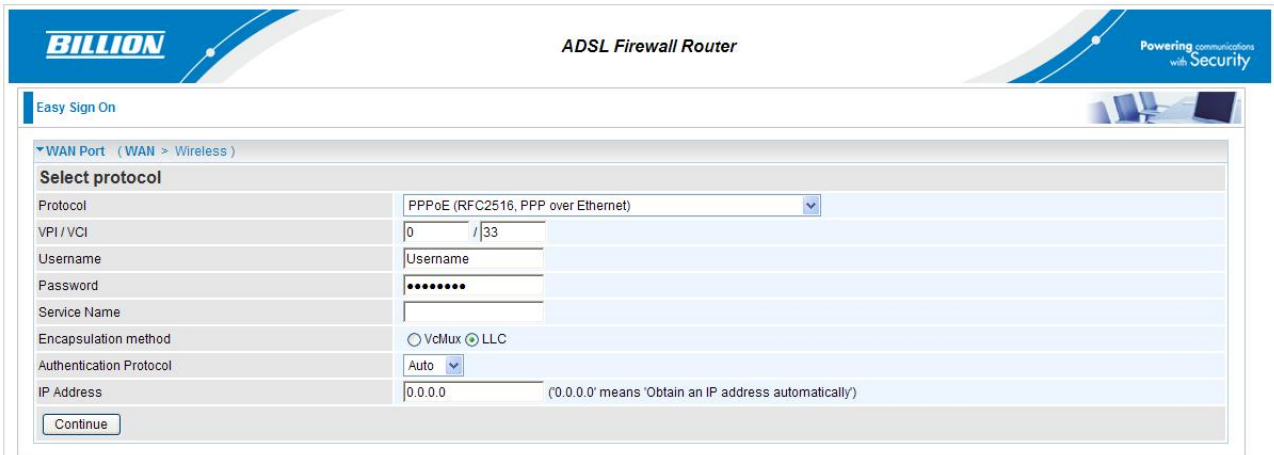 BILLION
ADSL Firewall Router
Powering communications
with Security
Easy Sign On
WAN Port ( WAN > Wireless )
Select protocol
Protocol PPPoE (RFC2516, PPP over Ethernet)
VPI / VCI 0 / 33
Username Username
Password ●●●●●●●●
Service Name
Encapsulation method VcMux LLC
Authentication Protocol Auto
IP Address 0.0.0.0 ('0.0.0.0' means 'Obtain an IP address automatically')
Continue